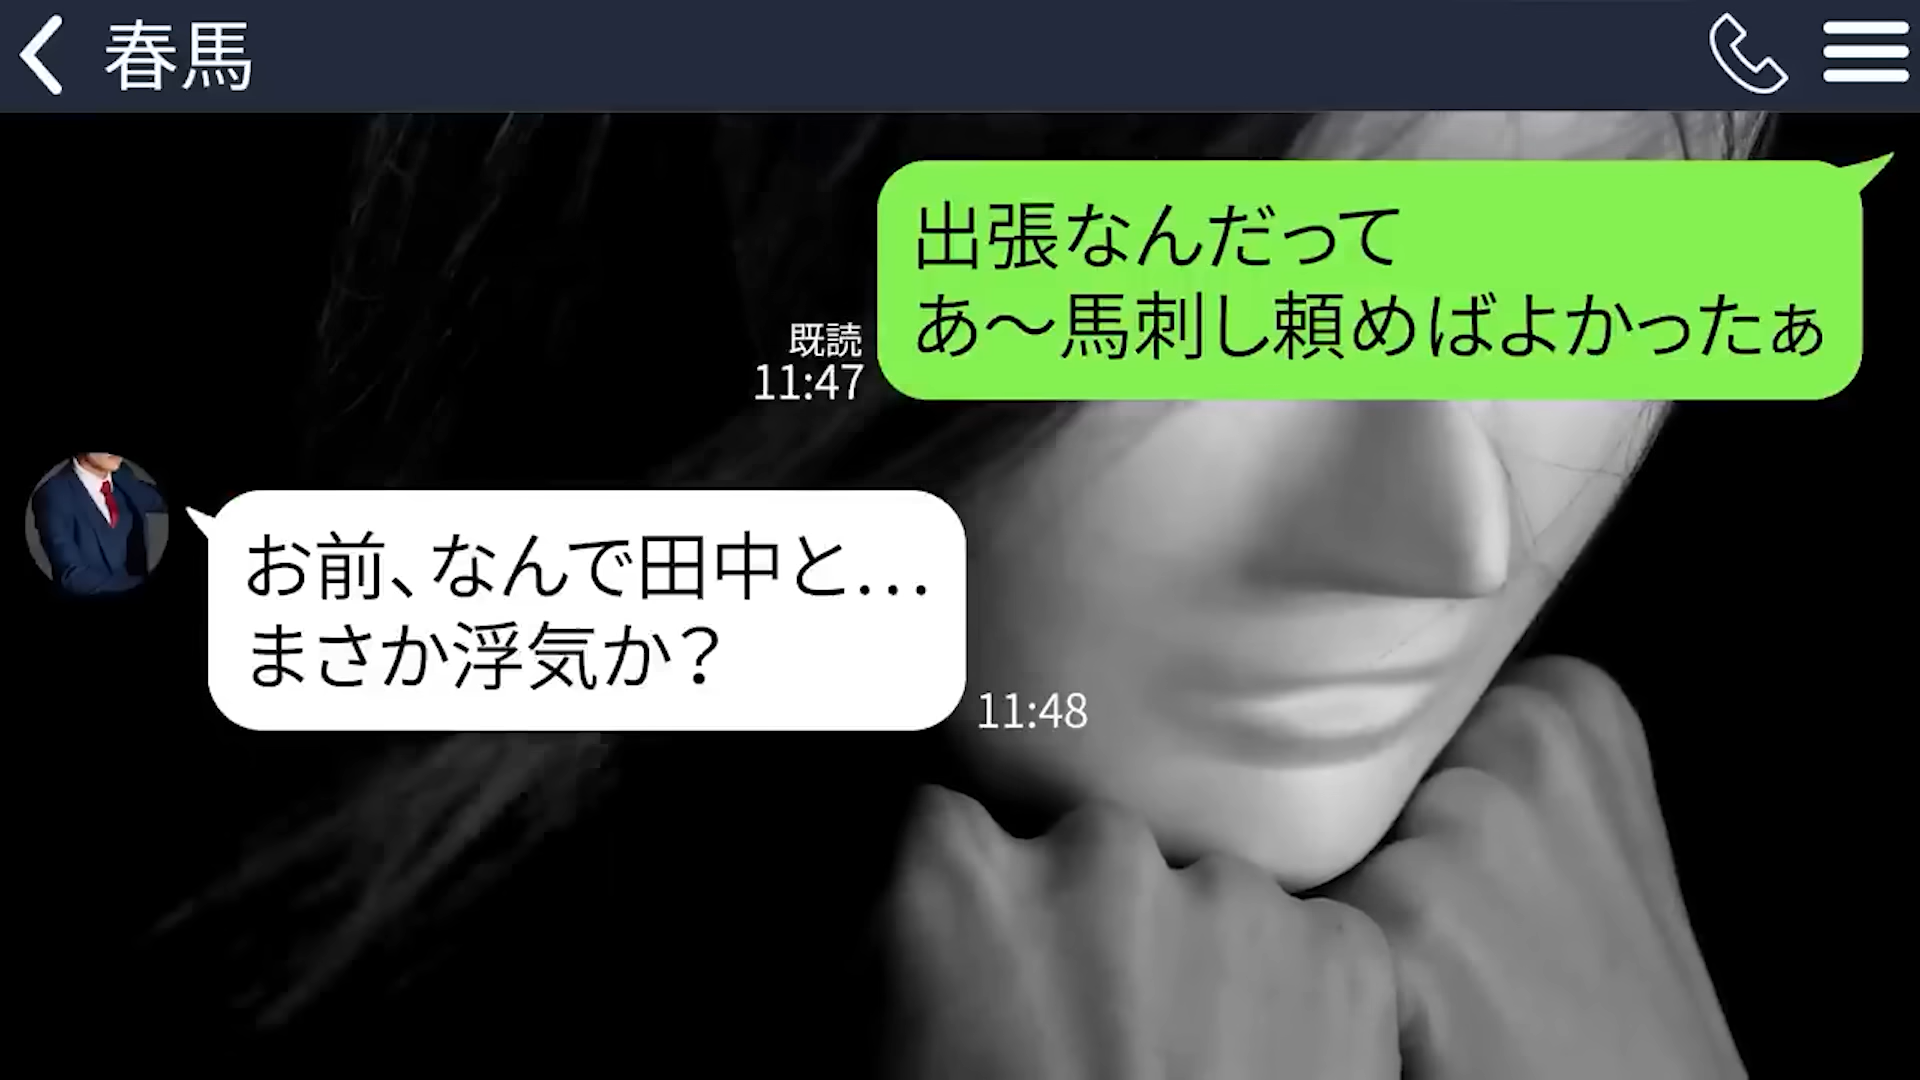 春馬
出張なんだって
あ～馬刺し頼めばよかったぁ
既読
11:47
お前、なんで田中と...
まさか浮気か？
11:48